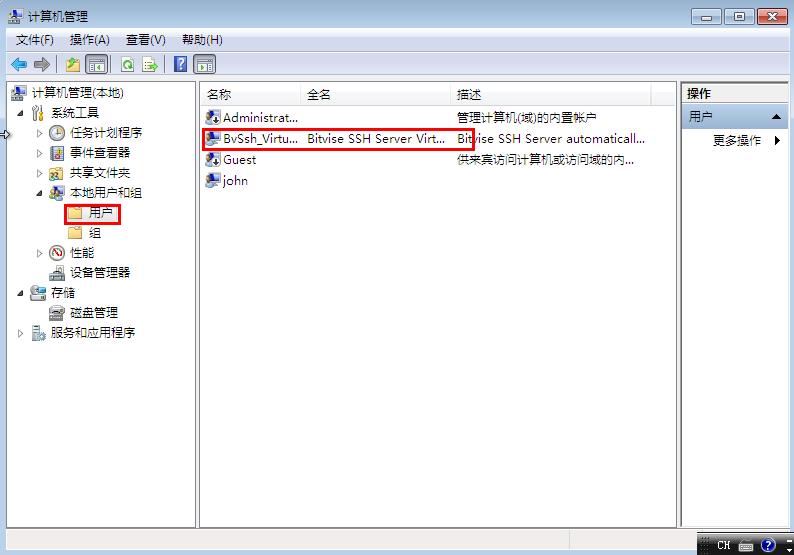 计算机管理
文件(F) 操作(A) 查看(V) 帮助(H)
计算机管理(本地)
系统工具
任务计划程序
事件查看器
共享文件夹
本地用户和组
用户
组
性能
设备管理器
存储
磁盘管理
服务和应用程序
名称 全名 描述
Administrat... 管理计算机(域)的内置帐户
BvSsh_Virtu... Bitvise SSH Server Virt... Bitvise SSH Server automaticall...
Guest 供来宾访问计算机或访问域的内...
john
操作
用户
更多操作
CH